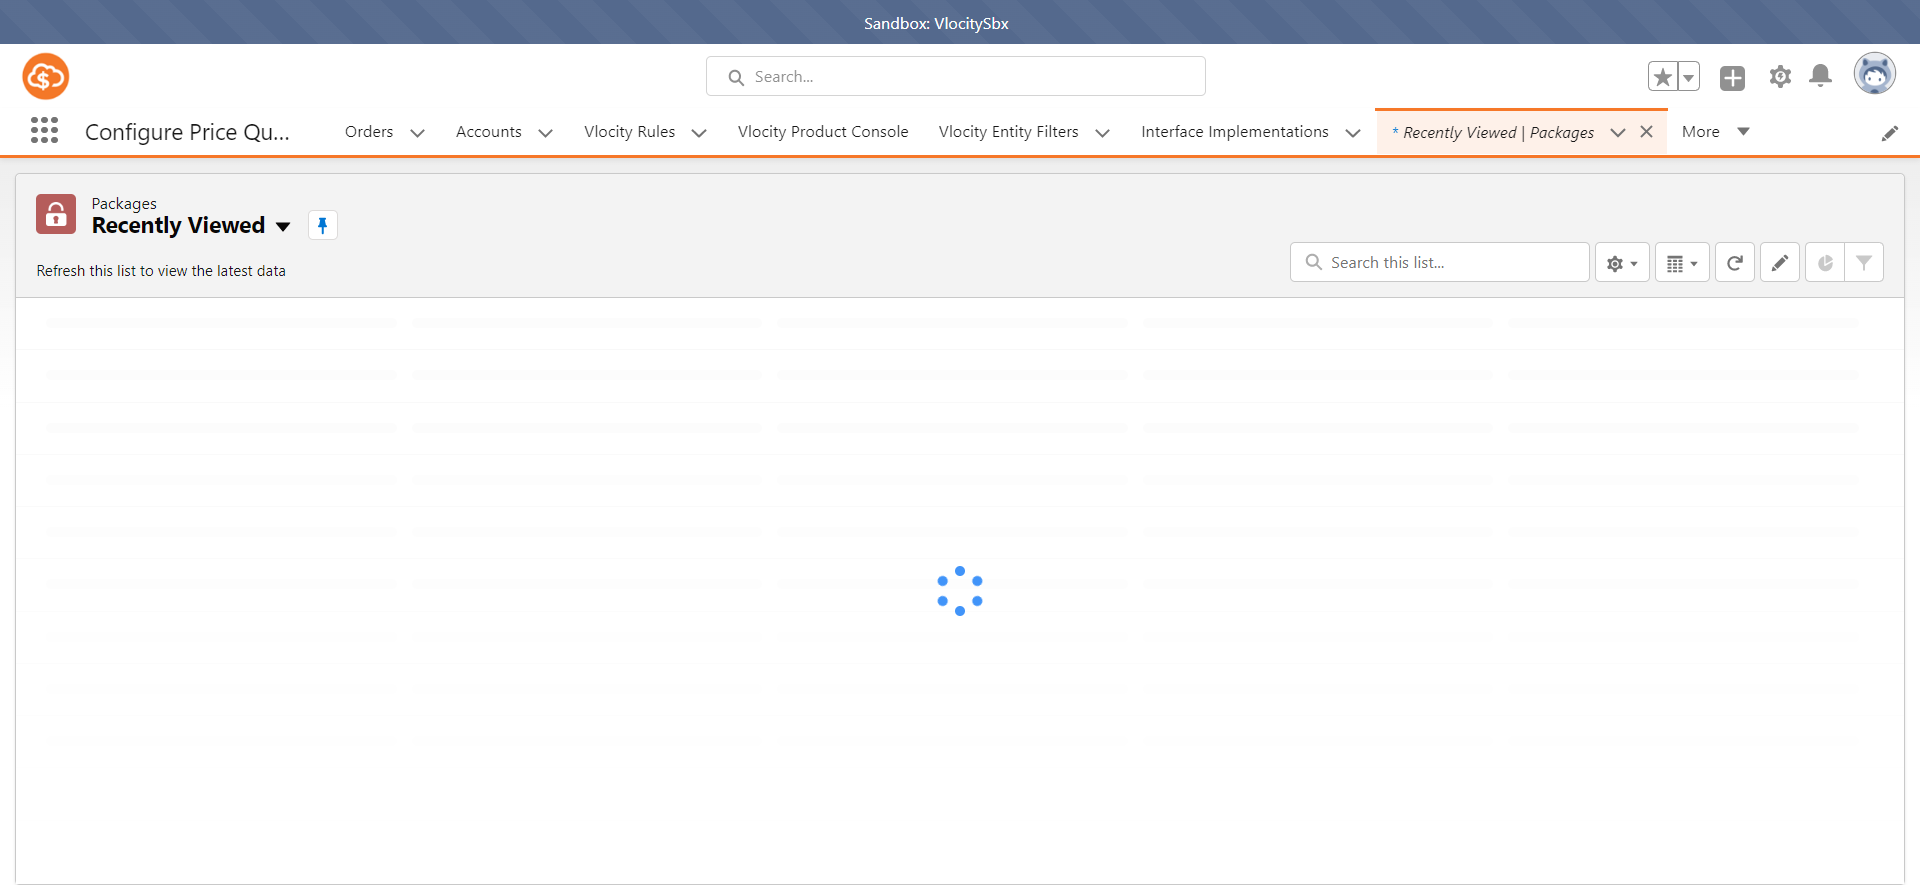 Sandbox: VlocitySbx
Search...
Configure Price Qu...
Orders
Accounts
Vlocity Rules
Vlocity Product Console
Vlocity Entity Filters
Interface Implementations
* Recently Viewed | Packages
More
Packages
Recently Viewed
Refresh this list to view the latest data
Search this list...